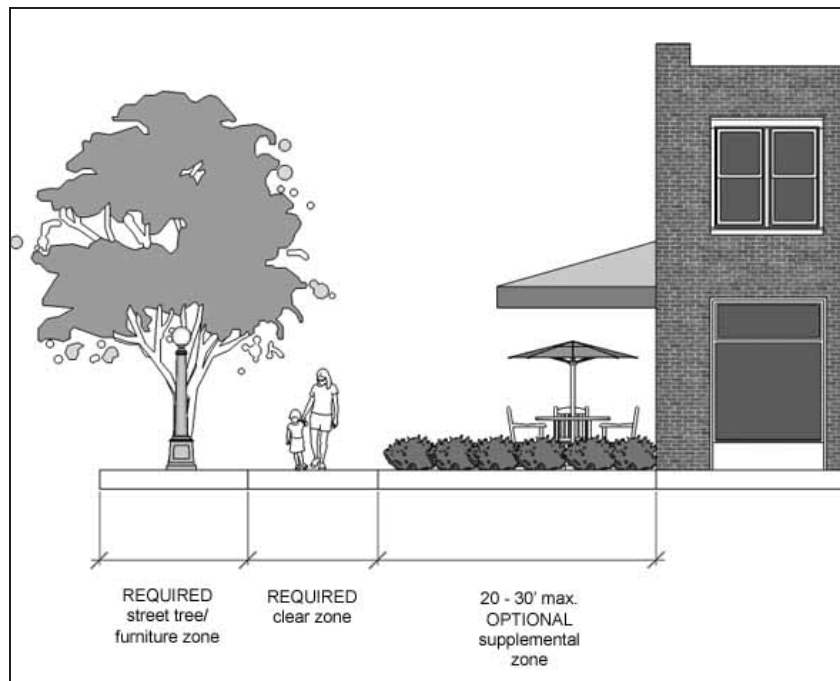 REQUIRED
street tree/
furniture zone
REQUIRED
clear zone
20 - 30' max.
OPTIONAL
supplemental
zone